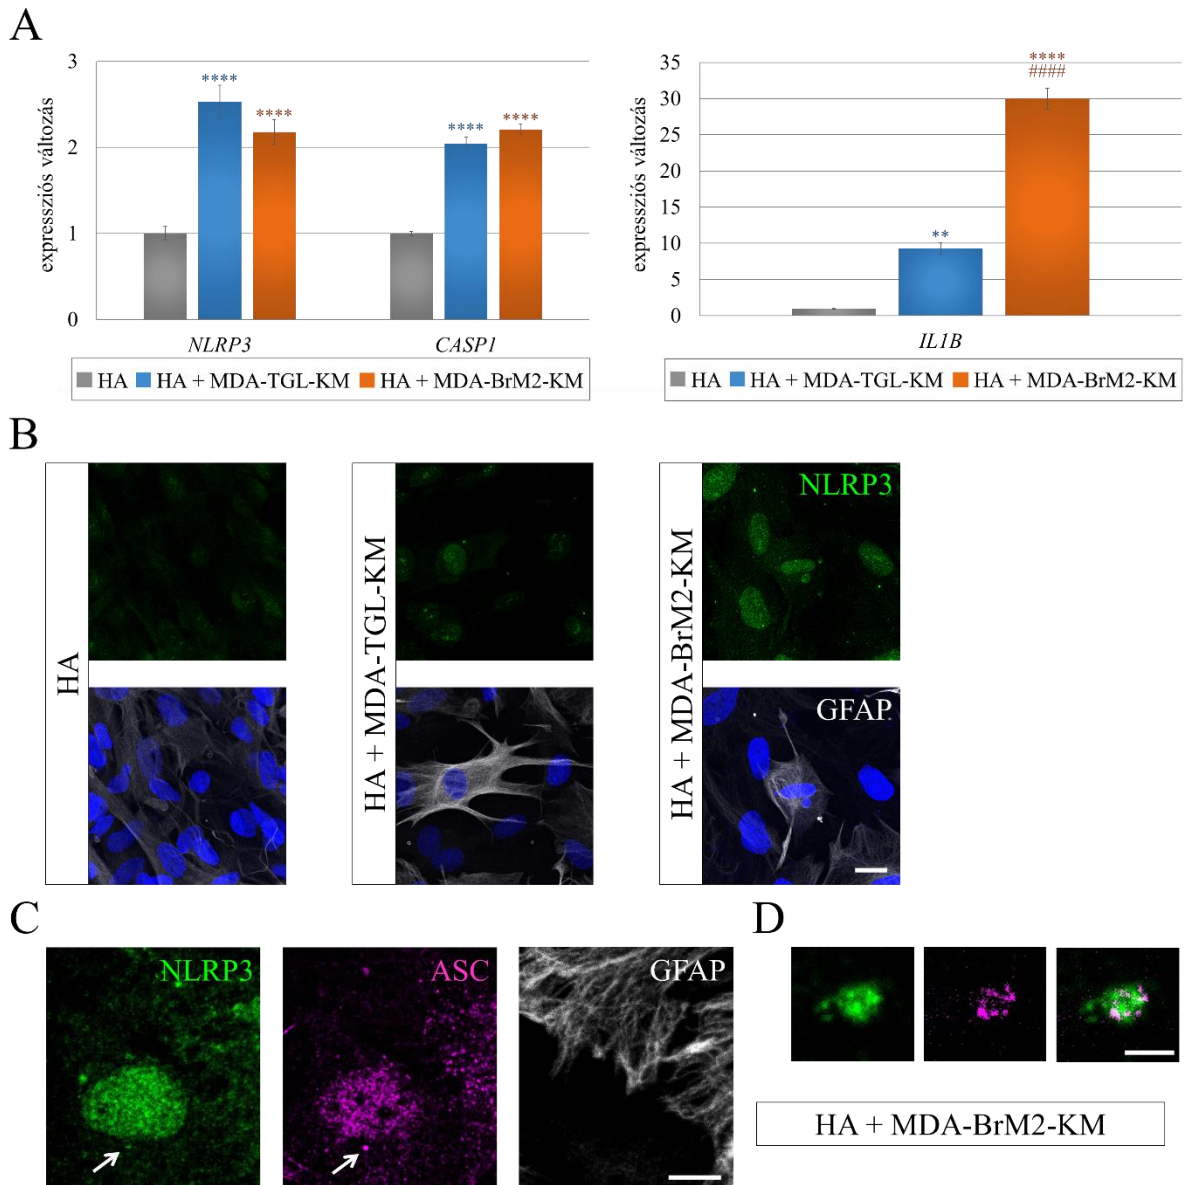 A
expressziós változás
3
2
1
0
****
****
****
****
NLRP3
CASP1
HA
HA + MDA-TGL-KM
HA + MDA-BrM2-KM
expressziós változás
35
30
25
20
15
10
5
0
**
****
####
IL1B
HA
HA + MDA-TGL-KM
HA + MDA-BrM2-KM
B
HA
HA + MDA-TGL-KM
HA + MDA-BrM2-KM
NLRP3
GFAP
C
NLRP3
ASC
GFAP
D
HA + MDA-BrM2-KM